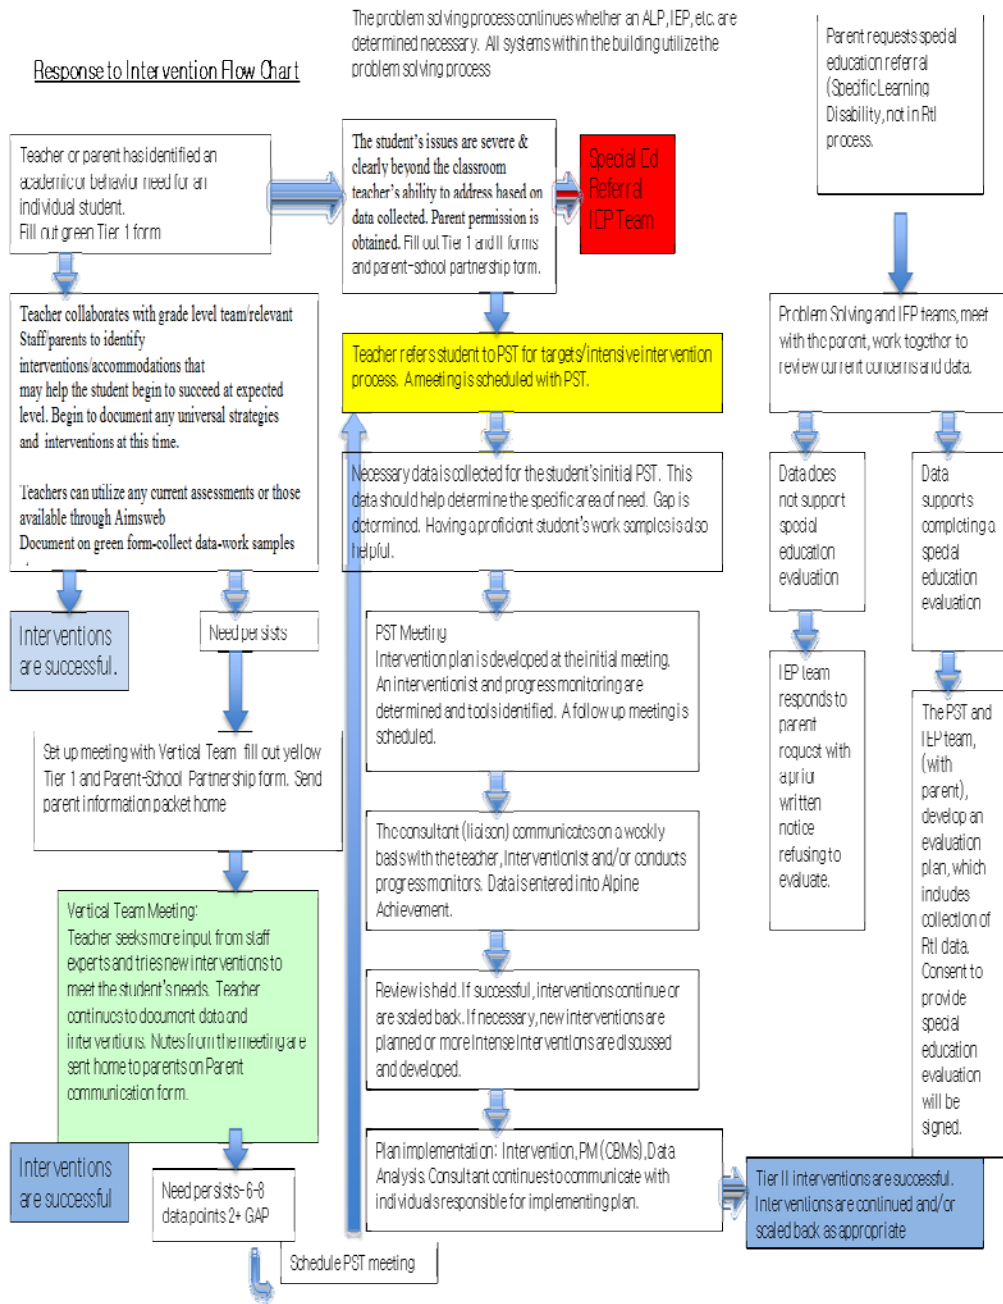 The problem solving process continues whether an ALP, IEP, etc. are
determined necessary. All systems within the building utilize the
problem solving process
Response to Intervention Flow Chart
Parent requests special
education referral
(Specific Learning
Disability, not in RtI
process.
Teacher or parent has identified an
academic or behavior need for an
individual student.
Fill out green Tier 1 form
The student's issues are severe &
clearly beyond the classroom
teacher's ability to address based on
data collected. Parent permission is
obtained. Fill out Tier 1 and II forms
and parent-school partnership form.
Special Ed
Referral
IEP Team
Teacher collaborates with grade level team/relevant
Staff/parents to identify
interventions/accommodations that
may help the student begin to succeed at expected
level. Begin to document any universal strategies
and interventions at this time.
Teachers can utilize any current assessments or those
available through Aimsweb
Document on green form-collect data-work samples
Interventions
are successful.
Need persists
Set up meeting with Vertical Team fill out yellow
Tier 1 and Parent-School Partnership form. Send
parent information packet home
Vertical Team Meeting:
Teacher seeks more input from staff
experts and tries new interventions to
meet the student's needs. Teacher
continues to document data and
interventions. Notes from the meeting are
sent home to parents on Parent
communication form.
Interventions
are successful
Need persists-6-8
data points 2+ GAP
Schedule PST meeting
Teacher refers student to PST for targets/intensive intervention
process. A meeting is scheduled with PST.
Necessary data is collected for the student's initial PST. This
data should help determine the specific area of need. Gap is
determined. Having a proficient student's work samples is also
helpful.
PST Meeting
Intervention plan is developed at the initial meeting.
An interventionist and progress monitoring are
determined and tools identified. A follow up meeting is
scheduled.
The consultant (liaison) communicates on a weekly
basis with the teacher, Interventionist and/or conducts
progress monitors. Data is entered into Alpine
Achievement.
Review is held. If successful, interventions continue or
are scaled back. If necessary, new interventions are
planned or more Intense Interventions are discussed
and developed.
Plan implementation: Intervention, PM (CBMs), Data
Analysis. Consultant continues to communicate with
individuals responsible for implementing plan.
Tier II interventions are successful.
Interventions are continued and/or
scaled back as appropriate
Problem Solving and IEP teams, meet
with the parent, work together to
review current concerns and data.
Data does
not support
special
education
evaluation
IEP team
responds to
parent
request with
a prior
written
notice
refusing to
evaluate.
Data
supports
completing a
special
education
evaluation
The PST and
IEP team,
(with
parent),
develop an
evaluation
plan, which
includes
collection of
RtI data.
Consent to
provide
special
education
evaluation
will be
signed.